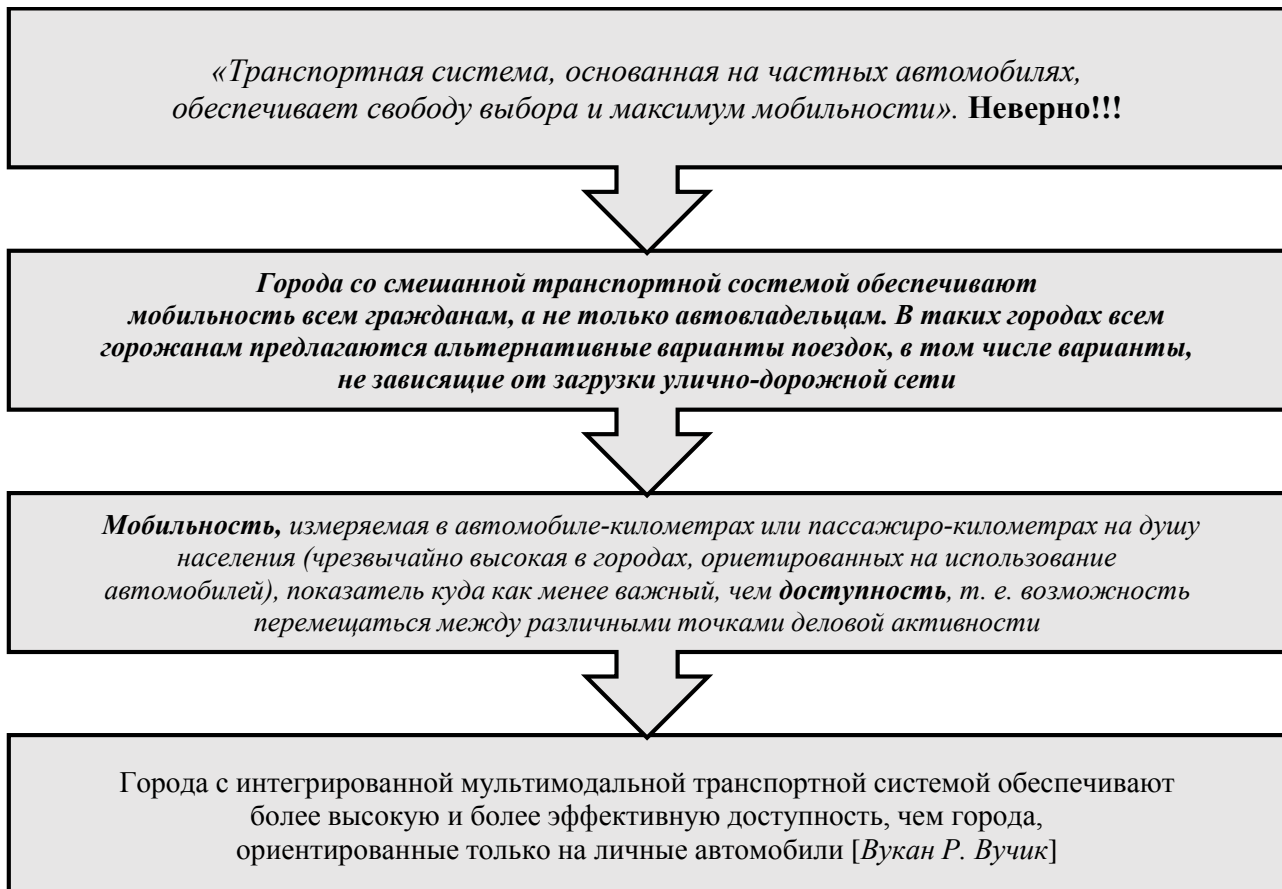 «Транспортная система, основанная на частных автомобилях,
обеспечивает свободу выбора и максимум мобильности». Неверно!!!
Города со смешанной транспортной состемой обеспечивают
мобильность всем гражданам, а не только автовладельцам. В таких городах всем
горожанам предлагаются альтернативные варианты поездок, в том числе варианты,
не зависящие от загрузки улично-дорожной сети
Мобильность, измеряемая в автомобиле-километрах или пассажиро-километрах на душу
населения (чрезвычайно высокая в городах, ориетированных на использование
автомобилей), показатель куда как менее важный, чем доступность, т. е. возможность
перемещаться между различными точками деловой активности
Города с интегрированной мультимодальной транспортной системой обеспечивают
более высокую и более эффективную доступность, чем города,
ориентированные только на личные автомобили [Вукан Р. Вучик]